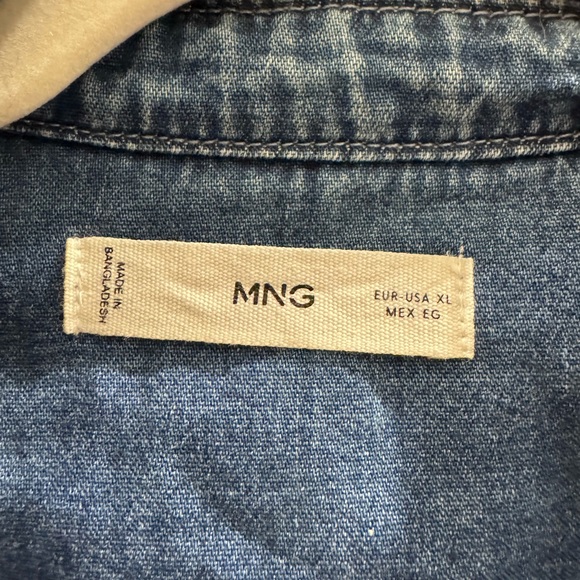 MADE IN
BANGLADESH
MNG
EUR-USA XL
MEX EG